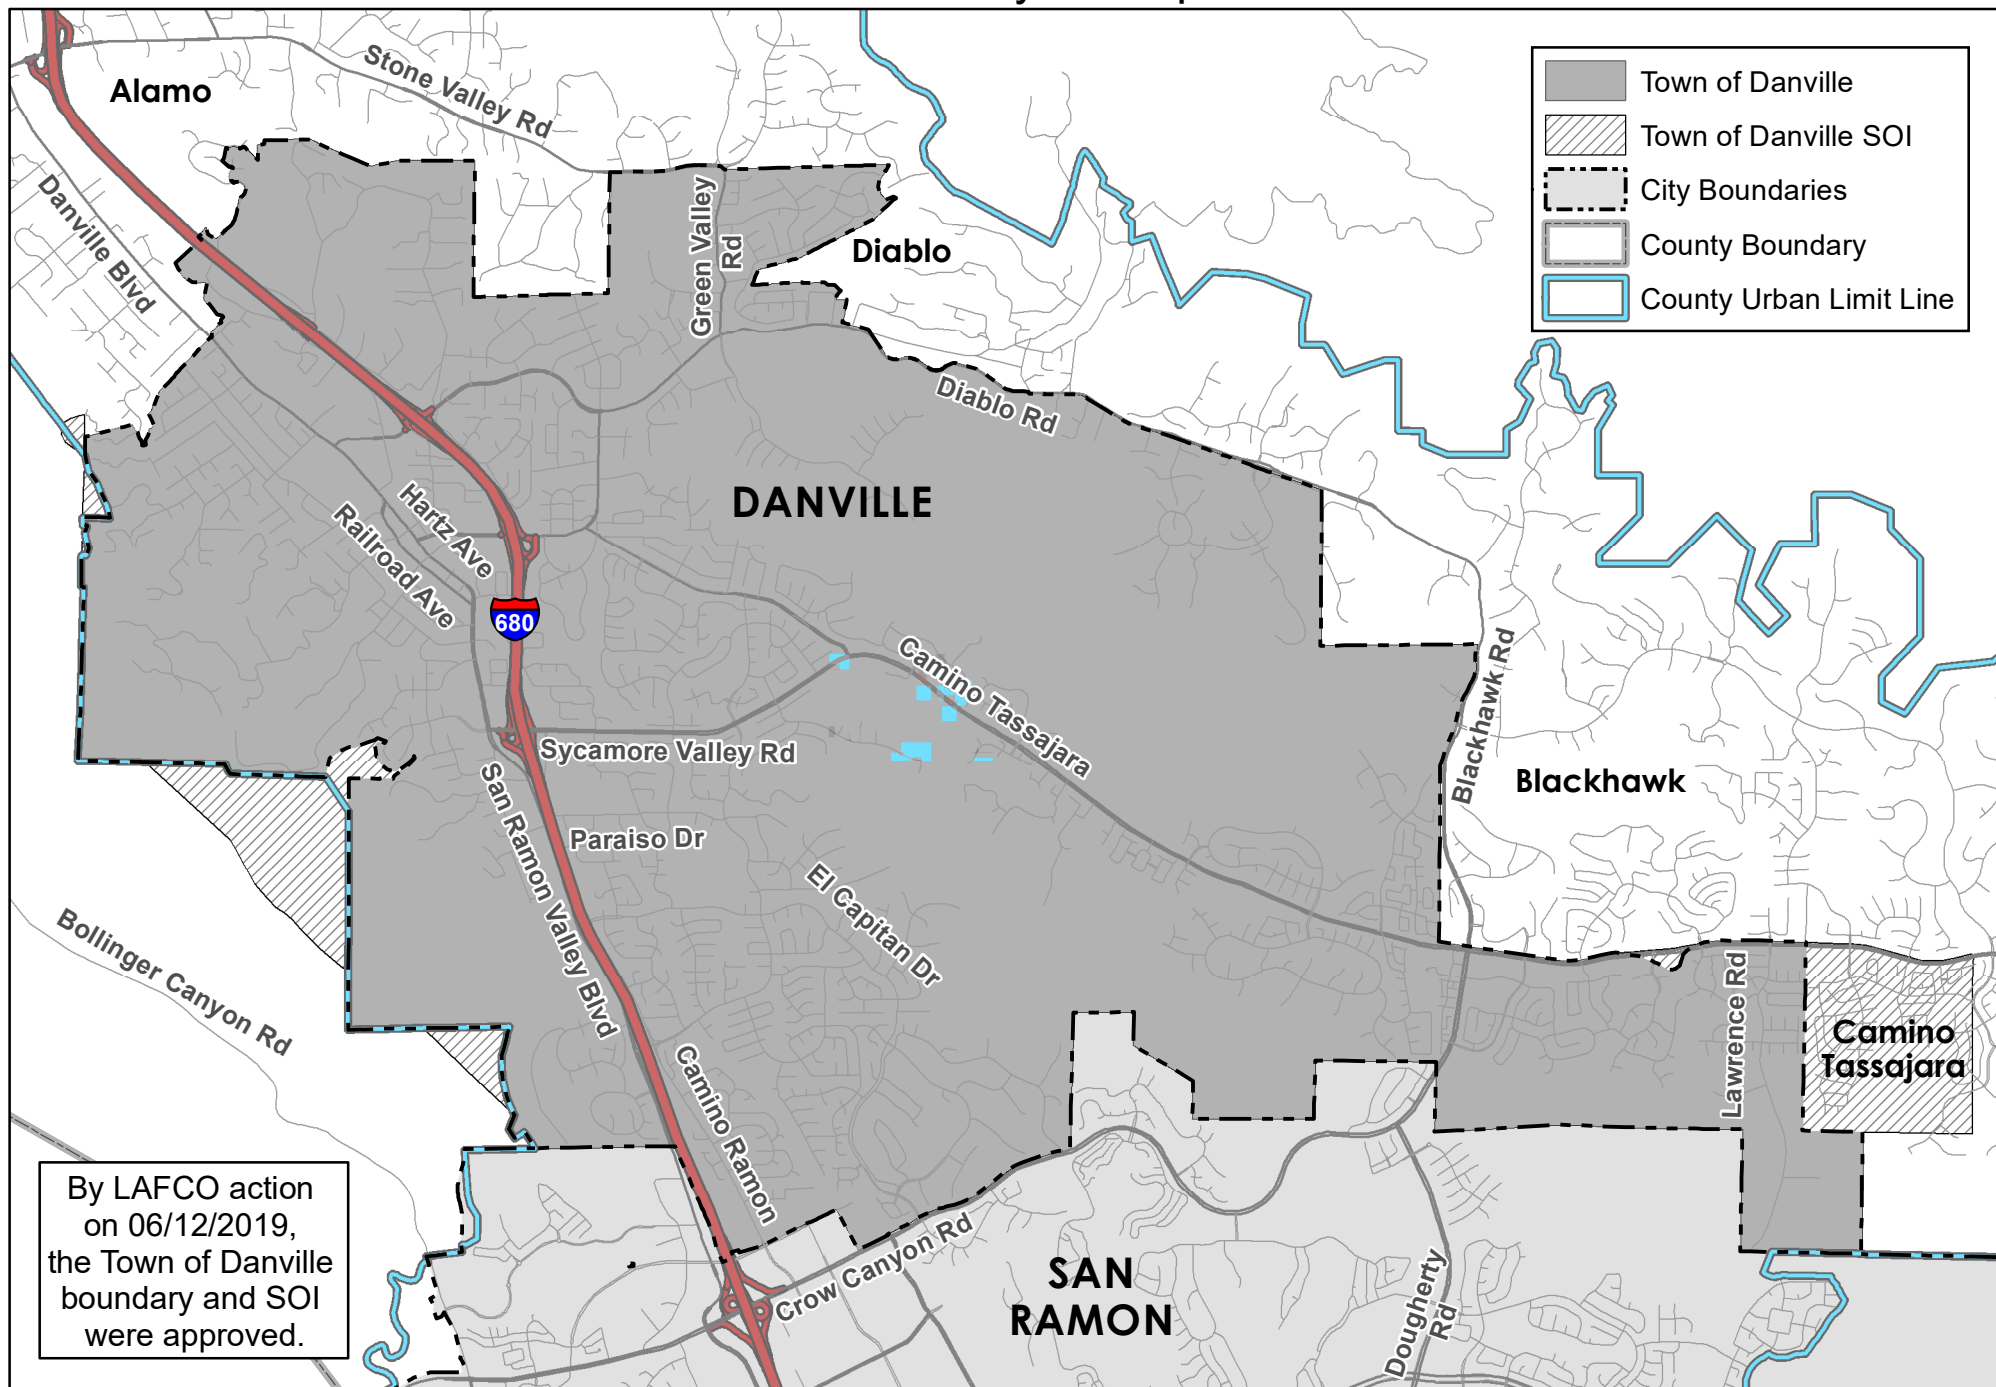 Alamo
Stone Valley Rd
Danville Blvd
Green Valley
Rd
Diablo
Diablo Rd
Town of Danville
Town of Danville SOI
City Boundaries
County Boundary
County Urban Limit Line
DANVILLE
Hartz Ave
Railroad Ave
680
Camino Tassajara
Sycamore Valley Rd
Blackhawk Rd
Blackhawk
San Ramon Valley Blvd
Paraiso Dr
El Capitan Dr
Bollinger Canyon Rd
Lawrence Rd
Camino
Tassajara
Camino Ramon
Crow Canyon Rd
SAN
RAMON
Dougherty
Rd
By LAFCO action
on 06/12/2019,
the Town of Danville
boundary and SOI
were approved.